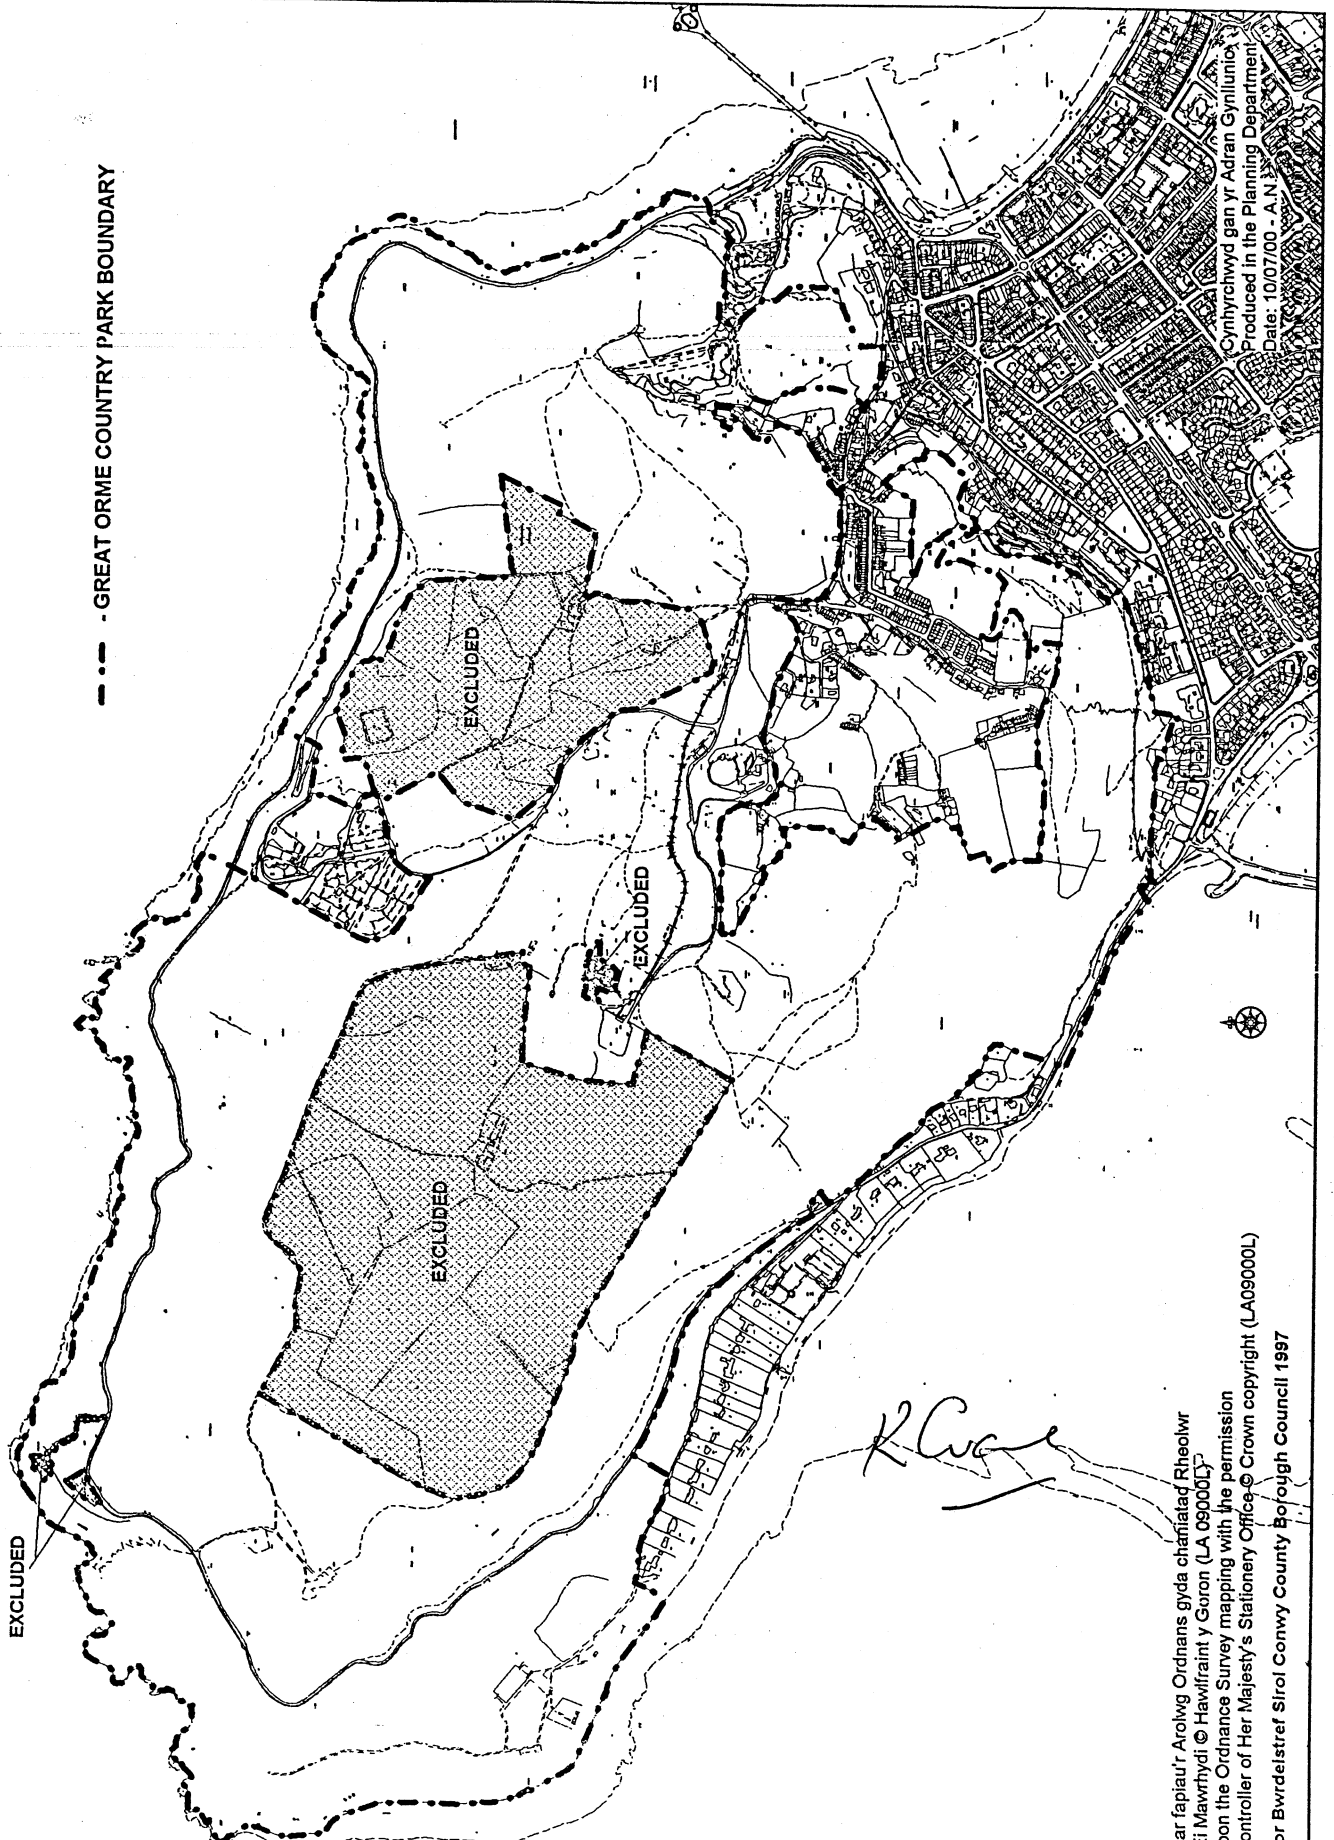 - GREAT ORME COUNTRY PARK BOUNDARY
EXCLUDED
EXCLUDED
EXCLUDED
EXCLUDED
Cynhyrchwyd gan yr Adran Gynllunio
Produced in the Planning Department
Date: 10/07/00 - A.N.
ar fapiau'r Arolwg Ordnans gyda chaniatad Rheolwr
i Mawrhydi © Hawlfraint y Goron (LA 09000L)
on the Ordnance Survey mapping with the permission
ontroller of Her Majesty's Stationery Office © Crown copyright (LA09000L)
or Bwrdeistref Sirol Conwy County Borough Council 1997